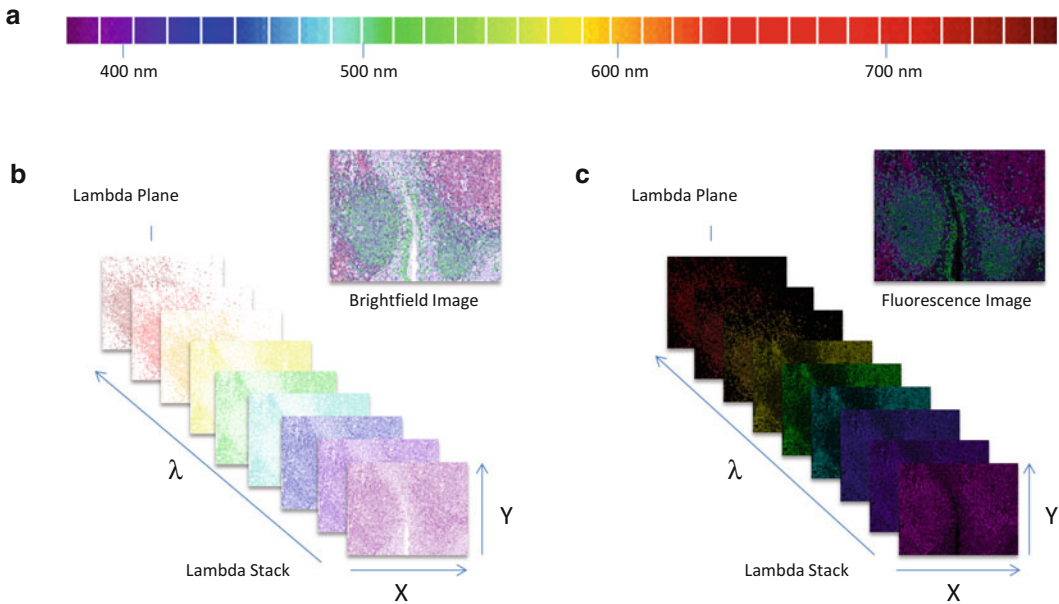 a
400 nm
500 nm
600 nm
700 nm
b
Lambda Plane
Brightfield Image
λ
Y
Lambda Stack
X
c
Lambda Plane
Fluorescence Image
λ
Y
Lambda Stack
X